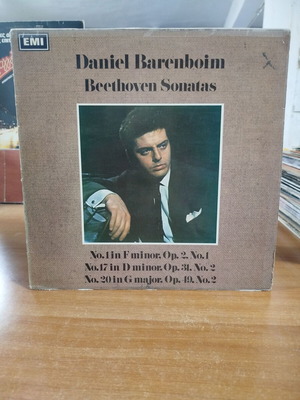 EMI
Daniel Barenboim
Beethoven Sonatas
No.1 in F minor, Op. 2. No.1
No.17 in D minor, Op. 31. No. 2
No. 20 in G major, Op. 49. No.2